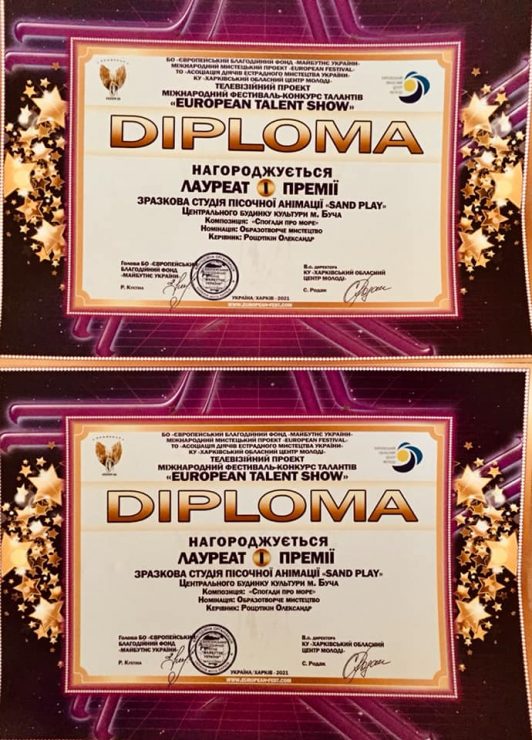 БО «ЄВРОПЕЙСЬКИЙ БЛАГОДІЙНИЙ ФОНД «МАЙБУТНЄ УКРАЇНИ»
МІЖНАРОДНИЙ МИСТЕЦЬКИЙ ПРОЕКТ «EUROPEAN FESTIVAL»
ТО «АСОЦІАЦІЯ ДІЯЧІВ ЕСТРАДНОГО МИСТЕЦТВА УКРАЇНИ»
КУ «ХАРКІВСЬКИЙ ОБЛАСНИЙ ЦЕНТР МОЛОДІ»
ТЕЛЕВІЗІЙНИЙ ПРОЕКТ
МІЖНАРОДНИЙ ФЕСТИВАЛЬ-КОНКУРС ТАЛАНТІВ
«EUROPEAN TALENT SHOW»
DIPLOMA
НАГОРОДЖУЄТЬСЯ
ЛАУРЕАТ I ПРЕМІЇ
ЗРАЗКОВА СТУДІЯ ПІСОЧНОЇ АНІМАЦІЇ «SAND PLAY»
Центрального будинку культури м. Буча
Композиція: «Спогади про море»
Номінація: Образотворче мистецтво
Керівник: Рощупкін Олександр
Голова БО «ЄВРОПЕЙСЬКИЙ
БЛАГОДІЙНИЙ ФОНД
«МАЙБУТНЄ УКРАЇНИ»
В.о. директора
КУ «ХАРКІВСЬКИЙ ОБЛАСНИЙ
ЦЕНТР МОЛОДІ»
С. Родак
УКРАЇНА/ХАРКІВ - 2021
WWW.EUROPEAN-FEST.COM
БО «ЄВРОПЕЙСЬКИЙ БЛАГОДІЙНИЙ ФОНД «МАЙБУТНЄ УКРАЇНИ»
МІЖНАРОДНИЙ МИСТЕЦЬКИЙ ПРОЕКТ «EUROPEAN FESTIVAL»
ТО «АСОЦІАЦІЯ ДІЯЧІВ ЕСТРАДНОГО МИСТЕЦТВА УКРАЇНИ»
КУ «ХАРКІВСЬКИЙ ОБЛАСНИЙ ЦЕНТР МОЛОДІ»
ТЕЛЕВІЗІЙНИЙ ПРОЕКТ
МІЖНАРОДНИЙ ФЕСТИВАЛЬ-КОНКУРС ТАЛАНТІВ
«EUROPEAN TALENT SHOW»
DIPLOMA
НАГОРОДЖУЄТЬСЯ
ЛАУРЕАТ I ПРЕМІЇ
ЗРАЗКОВА СТУДІЯ ПІСОЧНОЇ АНІМАЦІЇ «SAND PLAY»
Центрального будинку культури м. Буча
Композиція: «Спогади про море»
Номінація: Образотворче мистецтво
Керівник: Рощупкін Олександр
Голова БО «ЄВРОПЕЙСЬКИЙ
БЛАГОДІЙНИЙ ФОНД
«МАЙБУТНЄ УКРАЇНИ»
В.о. директора
КУ «ХАРКІВСЬКИЙ ОБЛАСНИЙ
ЦЕНТР МОЛОДІ»
С. Родак
УКРАЇНА/ХАРКІВ - 2021
WWW.EUROPEAN-FEST.COM